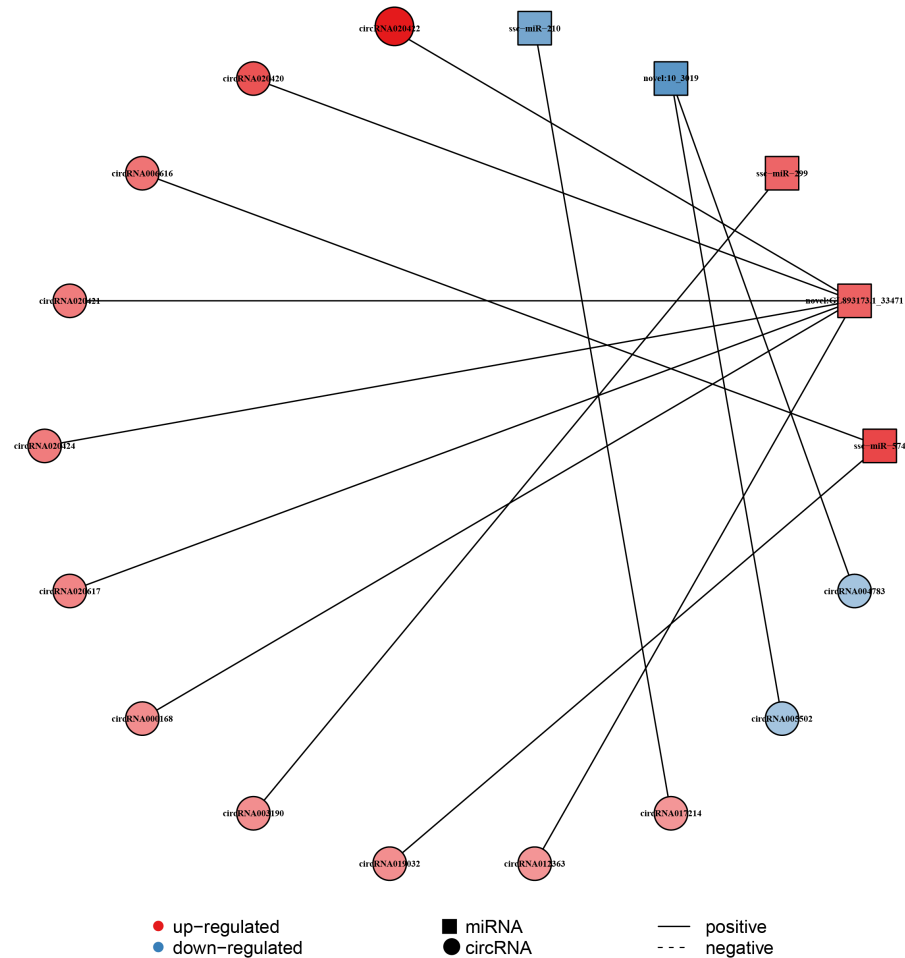 circRNA020422
ssc−miR−210
circRNA020420
novel:10_3019
circRNA006616
ssc−miR−299
circRNA020421
novel:GL893173.1_33471
circRNA020424
ssc−miR−574
circRNA020617
circRNA004783
circRNA000168
circRNA005502
circRNA003190
circRNA017214
circRNA019032
circRNA012363
up−regulated
miRNA
positive
down−regulated
circRNA
negative